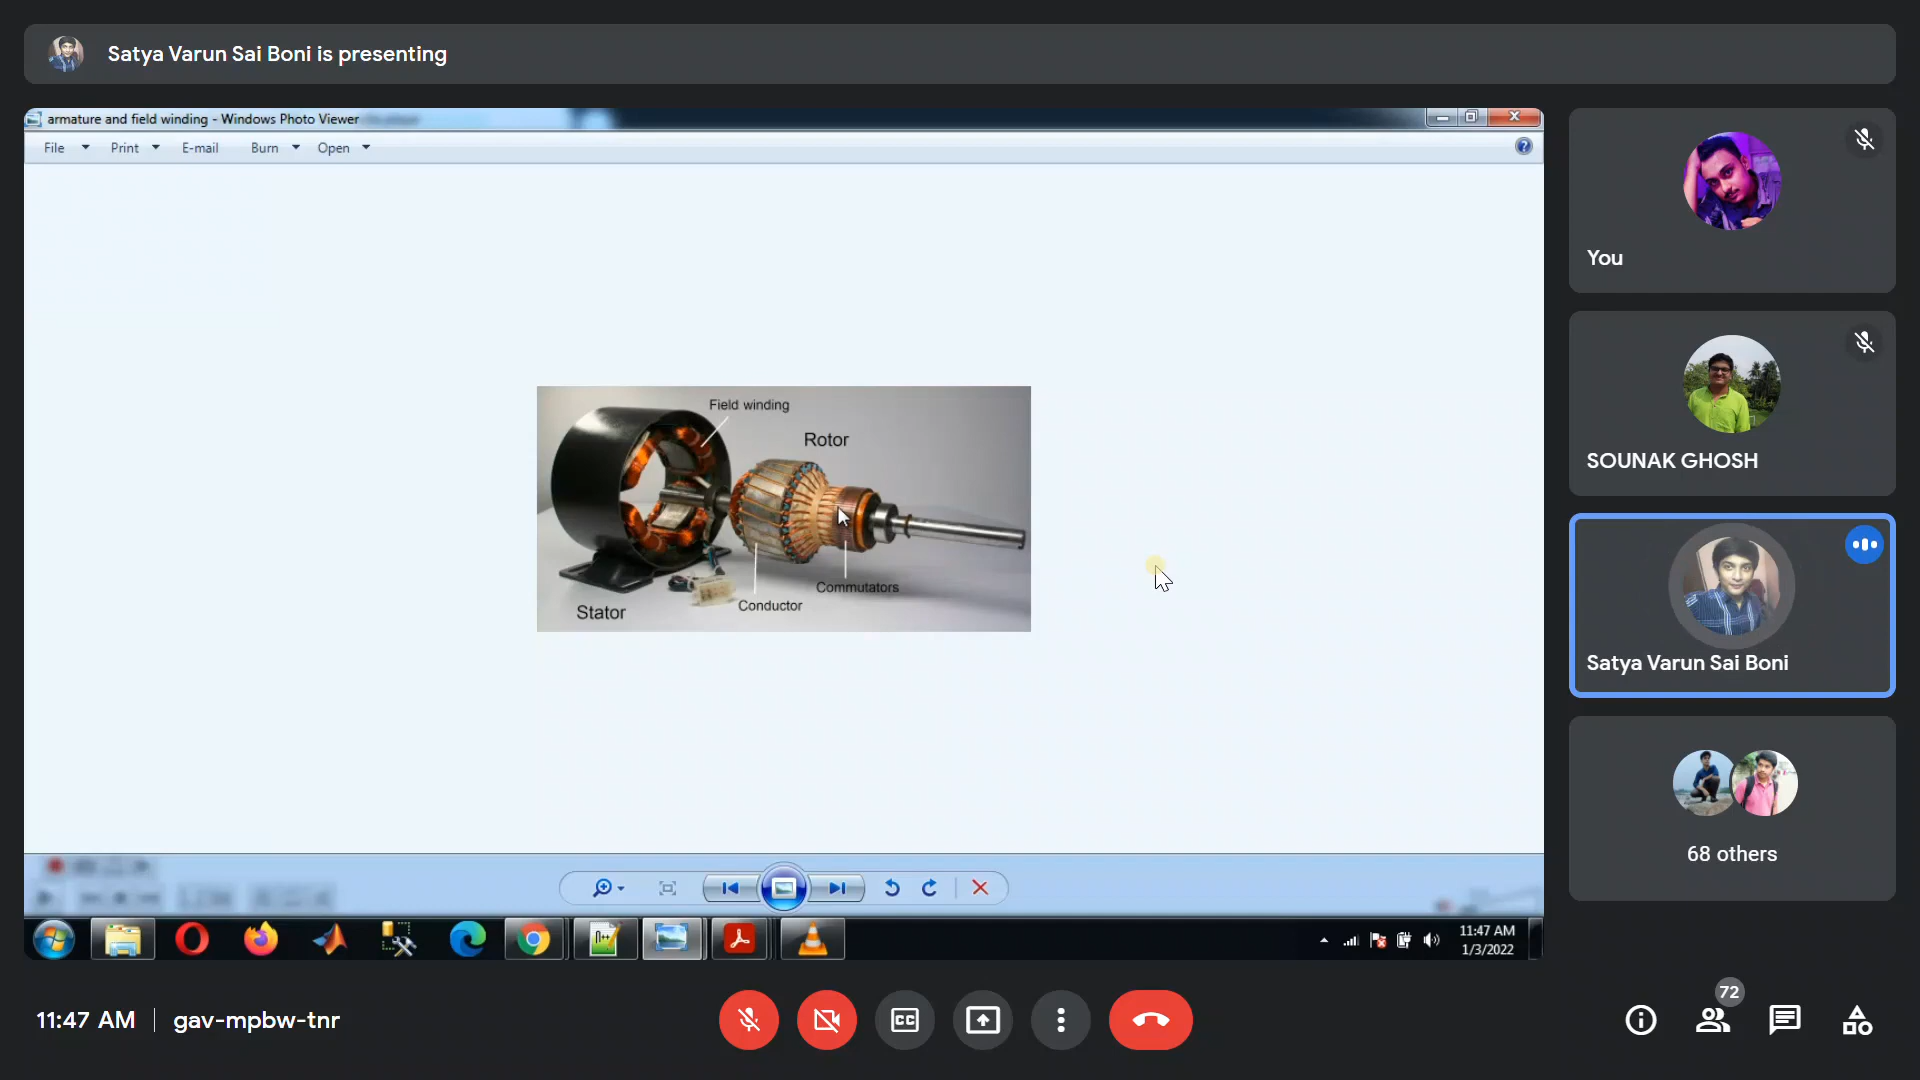 Satya Varun Sai Boni is presenting
armature and field winding - Windows Photo Viewer
File Print E-mail Burn Open
Field winding
Rotor
Commutators
Conductor
Stator
You
SOUNAK GHOSH
Satya Varun Sai Boni
68 others
11:47 AM
1/3/2022
11:47 AM gav-mpbw-tnr
CC
72